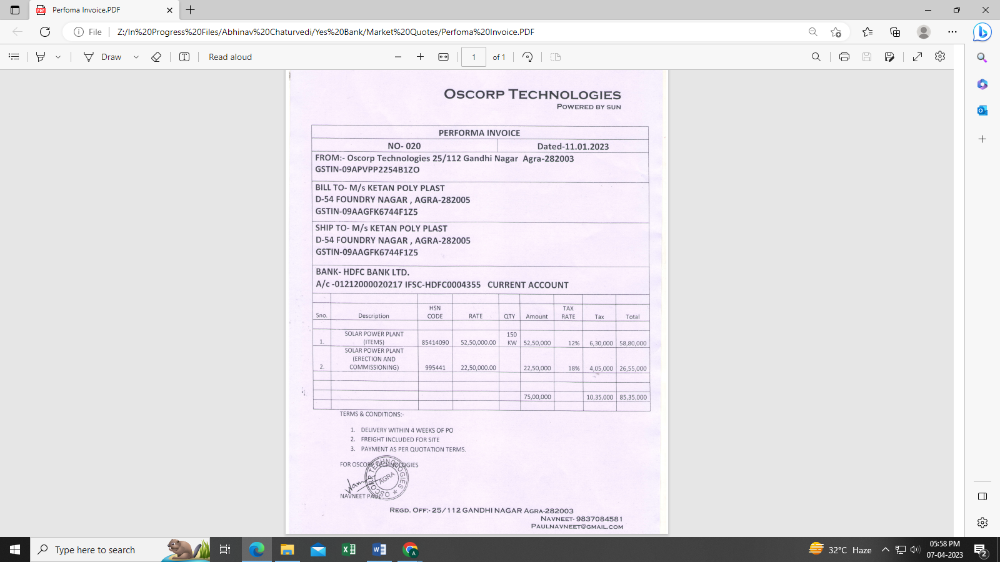 Perfoma Invoice.PDF
File
Z:/In%20Progress%20Files/Abhinav%20Chaturvedi/Yes%20Bank/Market%20Quotes/Perfoma%20Invoice.PDF
Draw
Read aloud
1 of 1
OSCORP TECHNOLOGIES
POWERED BY SUN
PERFORMA INVOICE
NO- 020 Dated-11.01.2023
FROM:- Oscorp Technologies 25/112 Gandhi Nagar Agra-282003
GSTIN-09APVPP2254B1ZO
BILL TO- M/s KETAN POLY PLAST
D-54 FOUNDRY NAGAR , AGRA-282005
GSTIN-09AAGFK6744F1Z5
SHIP TO- M/s KETAN POLY PLAST
D-54 FOUNDRY NAGAR , AGRA-282005
GSTIN-09AAGFK6744F1Z5
BANK- HDFC BANK LTD.
A/c -01212000020217 IFSC-HDFC0004355 CURRENT ACCOUNT
Sno. Description HSN CODE RATE QTY Amount TAX RATE Tax Total
1. SOLAR POWER PLANT (ITEMS) 85414090 52,50,000.00 150 KW 52,50,000 12% 6,30,000 58,80,000
2. SOLAR POWER PLANT (ERECTION AND COMMISSIONING) 995441 22,50,000.00 22,50,000 18% 4,05,000 26,55,000
75,00,000 10,35,000 85,35,000
TERMS & CONDITIONS:-
1. DELIVERY WITHIN 4 WEEKS OF PO
2. FREIGHT INCLUDED FOR SITE
3. PAYMENT AS PER QUOTATION TERMS.
FOR OSCORP TECHNOLOGIES
OSCORP TECHNOLOGIES
AGRA
NAVNEET PAUL
REGD. OFF:- 25/112 GANDHI NAGAR AGRA-282003
NAVNEET- 9837084581
PAULNAVNEET@GMAIL.COM
Type here to search
32°C Haze
05:58 PM
07-04-2023
2